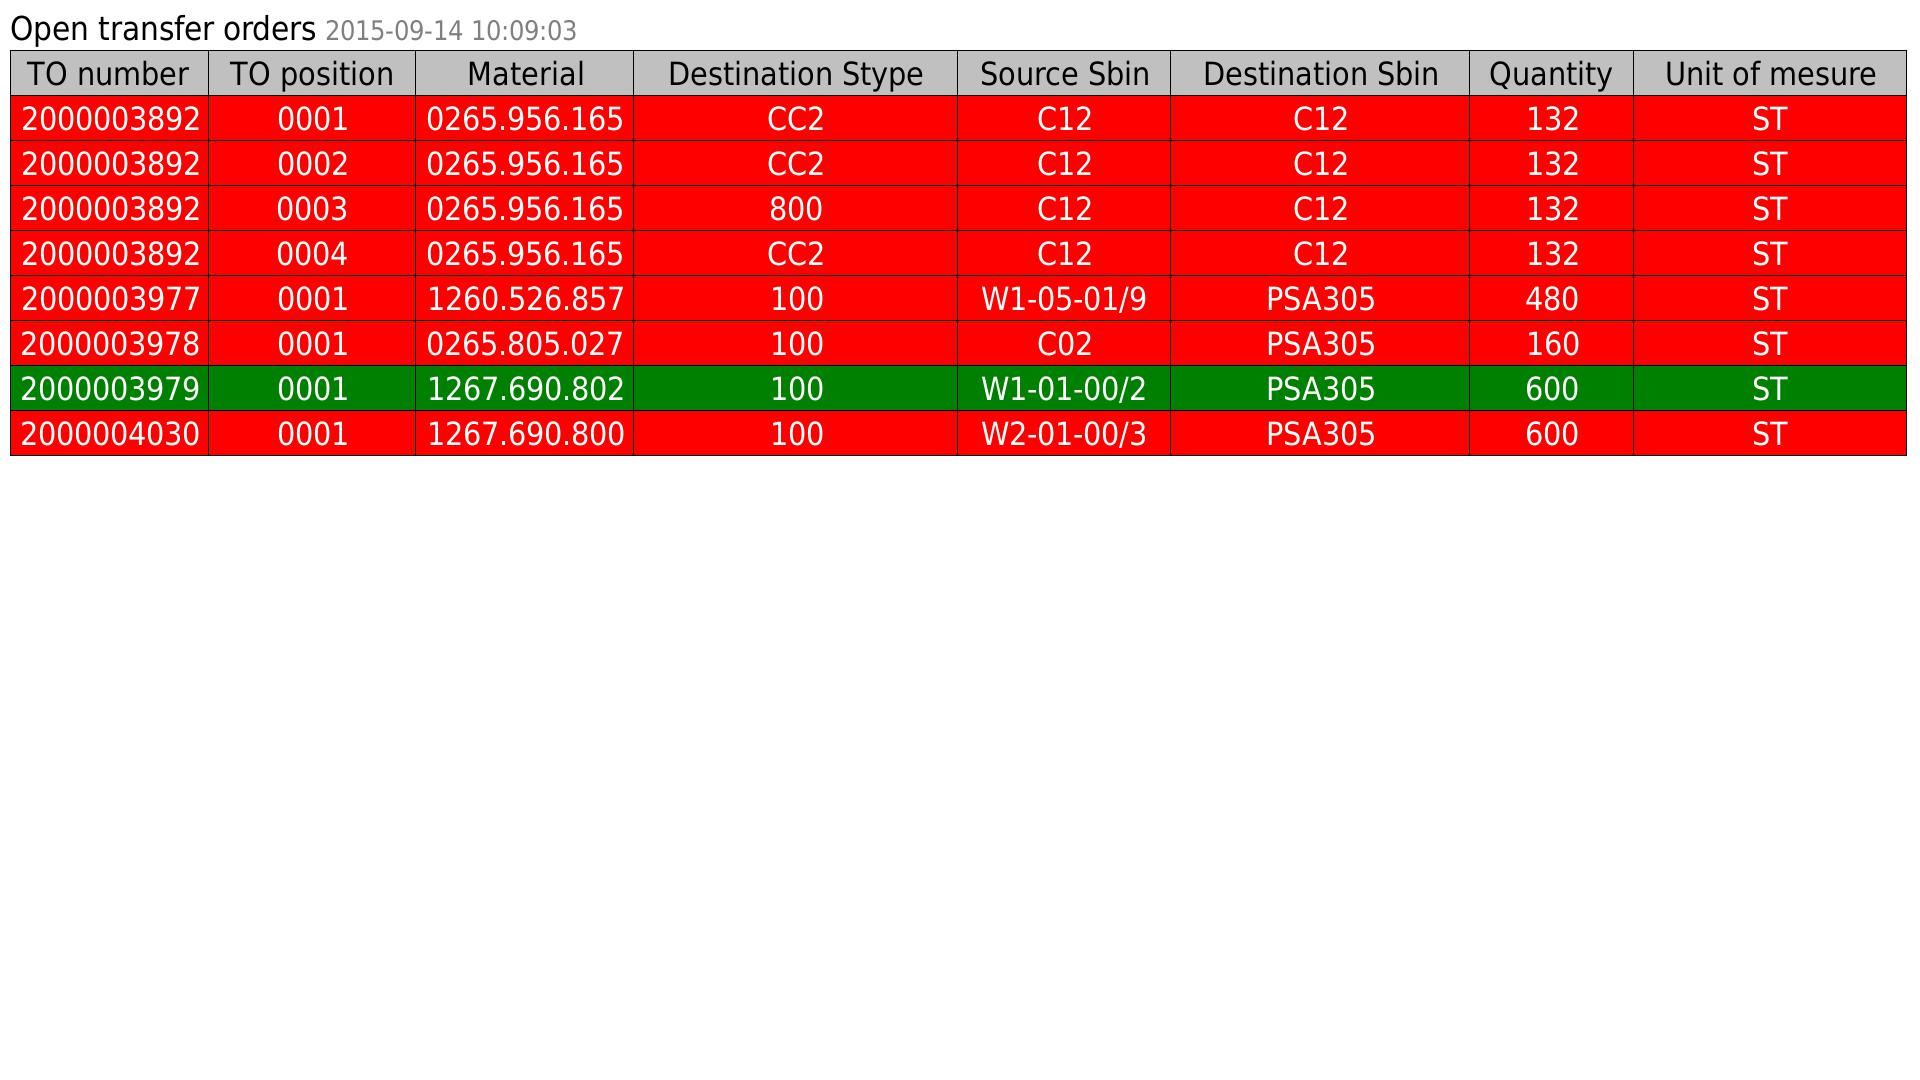 Open transfer orders 2015-09-14 10:09:03
TO number TO position Material Destination Stype Source Sbin Destination Sbin Quantity Unit of mesure
2000003892 0001 0265.956.165 CC2 C12 C12 132 ST
2000003892 0002 0265.956.165 CC2 C12 C12 132 ST
2000003892 0003 0265.956.165 800 C12 C12 132 ST
2000003892 0004 0265.956.165 CC2 C12 C12 132 ST
2000003977 0001 1260.526.857 100 W1-05-01/9 PSA305 480 ST
2000003978 0001 0265.805.027 100 C02 PSA305 160 ST
2000003979 0001 1267.690.802 100 W1-01-00/2 PSA305 600 ST
2000004030 0001 1267.690.800 100 W2-01-00/3 PSA305 600 ST